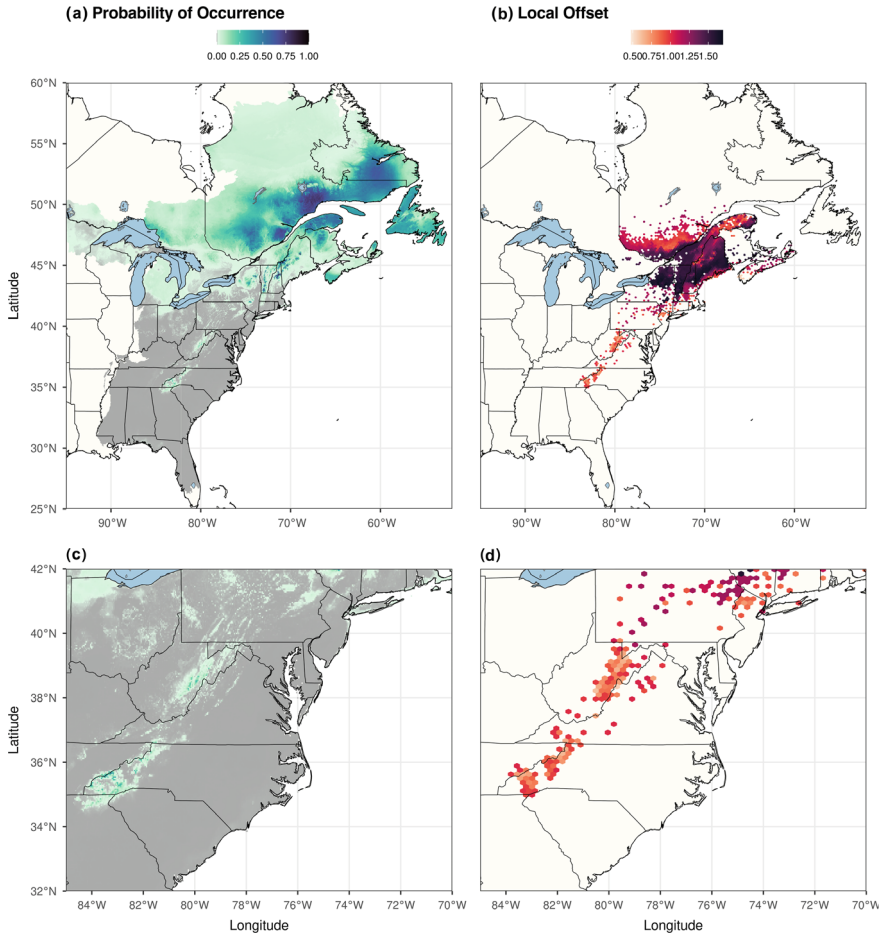 (a) Probability of Occurrence
0.00 0.25 0.50 0.75 1.00
(b) Local Offset
0.500.751.001.251.50
60°N
55°N
50°N
45°N
40°N
35°N
30°N
25°N
Latitude
90°W 80°W 70°W 60°W
90°W 80°W 70°W 60°W
(c)
(d)
42°N
40°N
38°N
36°N
34°N
32°N
Latitude
84°W 82°W 80°W 78°W 76°W 74°W 72°W 70°W
84°W 82°W 80°W 78°W 76°W 74°W 72°W 70°W
Longitude
Longitude